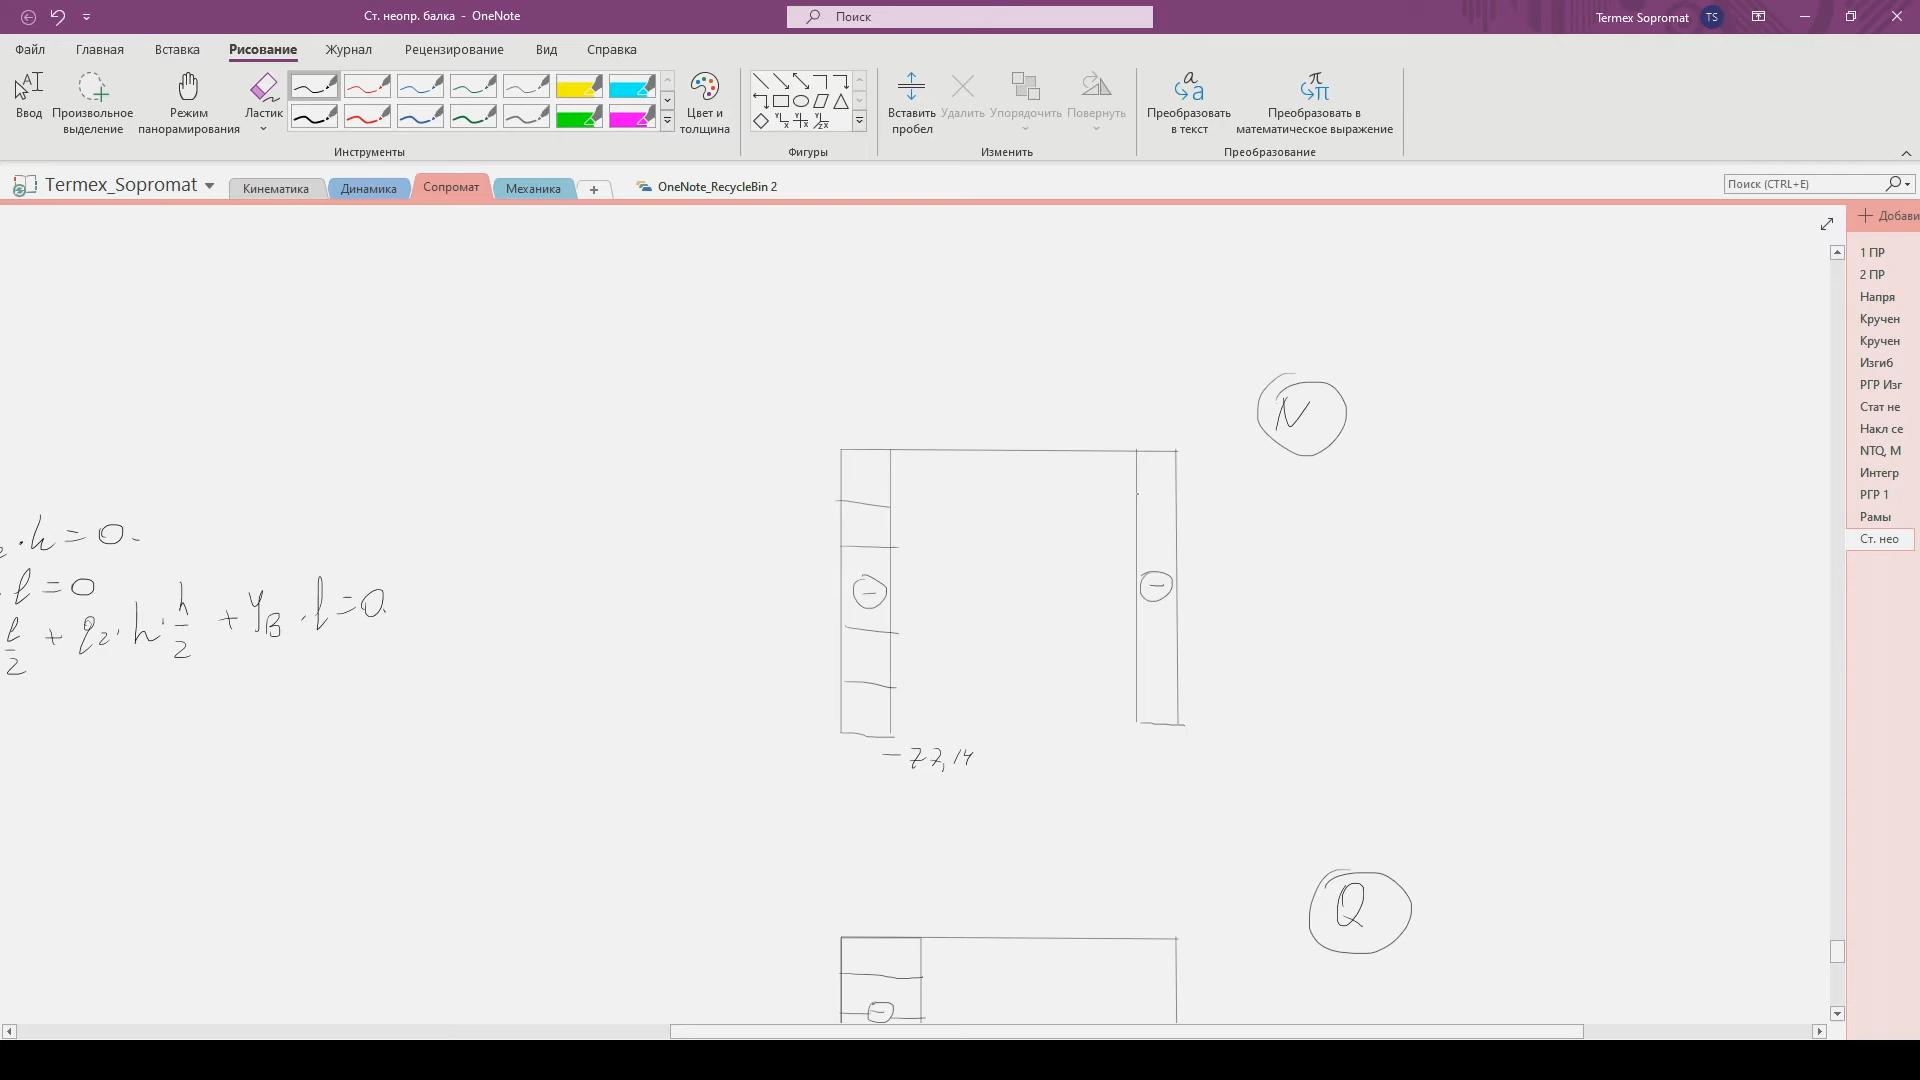 Ст. неопр. балка - OneNote
Поиск
Termex Sopromat
TS
Файл Главная Вставка Рисование Журнал Рецензирование Вид Справка
Ввод
Произвольное выделение
Режим панорамирования
Ластик
Цвет и толщина
Вставить пробел
Удалить
Упорядочить
Повернуть
Преобразовать в текст
Преобразовать в математическое выражение
Инструменты
Фигуры
Изменить
Преобразование
Termex_Sopromat
Кинематика
Динамика
Сопромат
Механика
OneNote_RecycleBin 2
Поиск (CTRL+E)
Добави
1 ПР
2 ПР
Напря
Кручен
Кручен
Изгиб
РГР Изг
Стат не
Накл се
NTQ, M
Интегр
РГР 1
Рамы
Ст. нео
N
· h = 0.
· l = 0
l/2 + q2 · h · h/2 + YB · l = 0.
−
−
− 77,14
Q
−